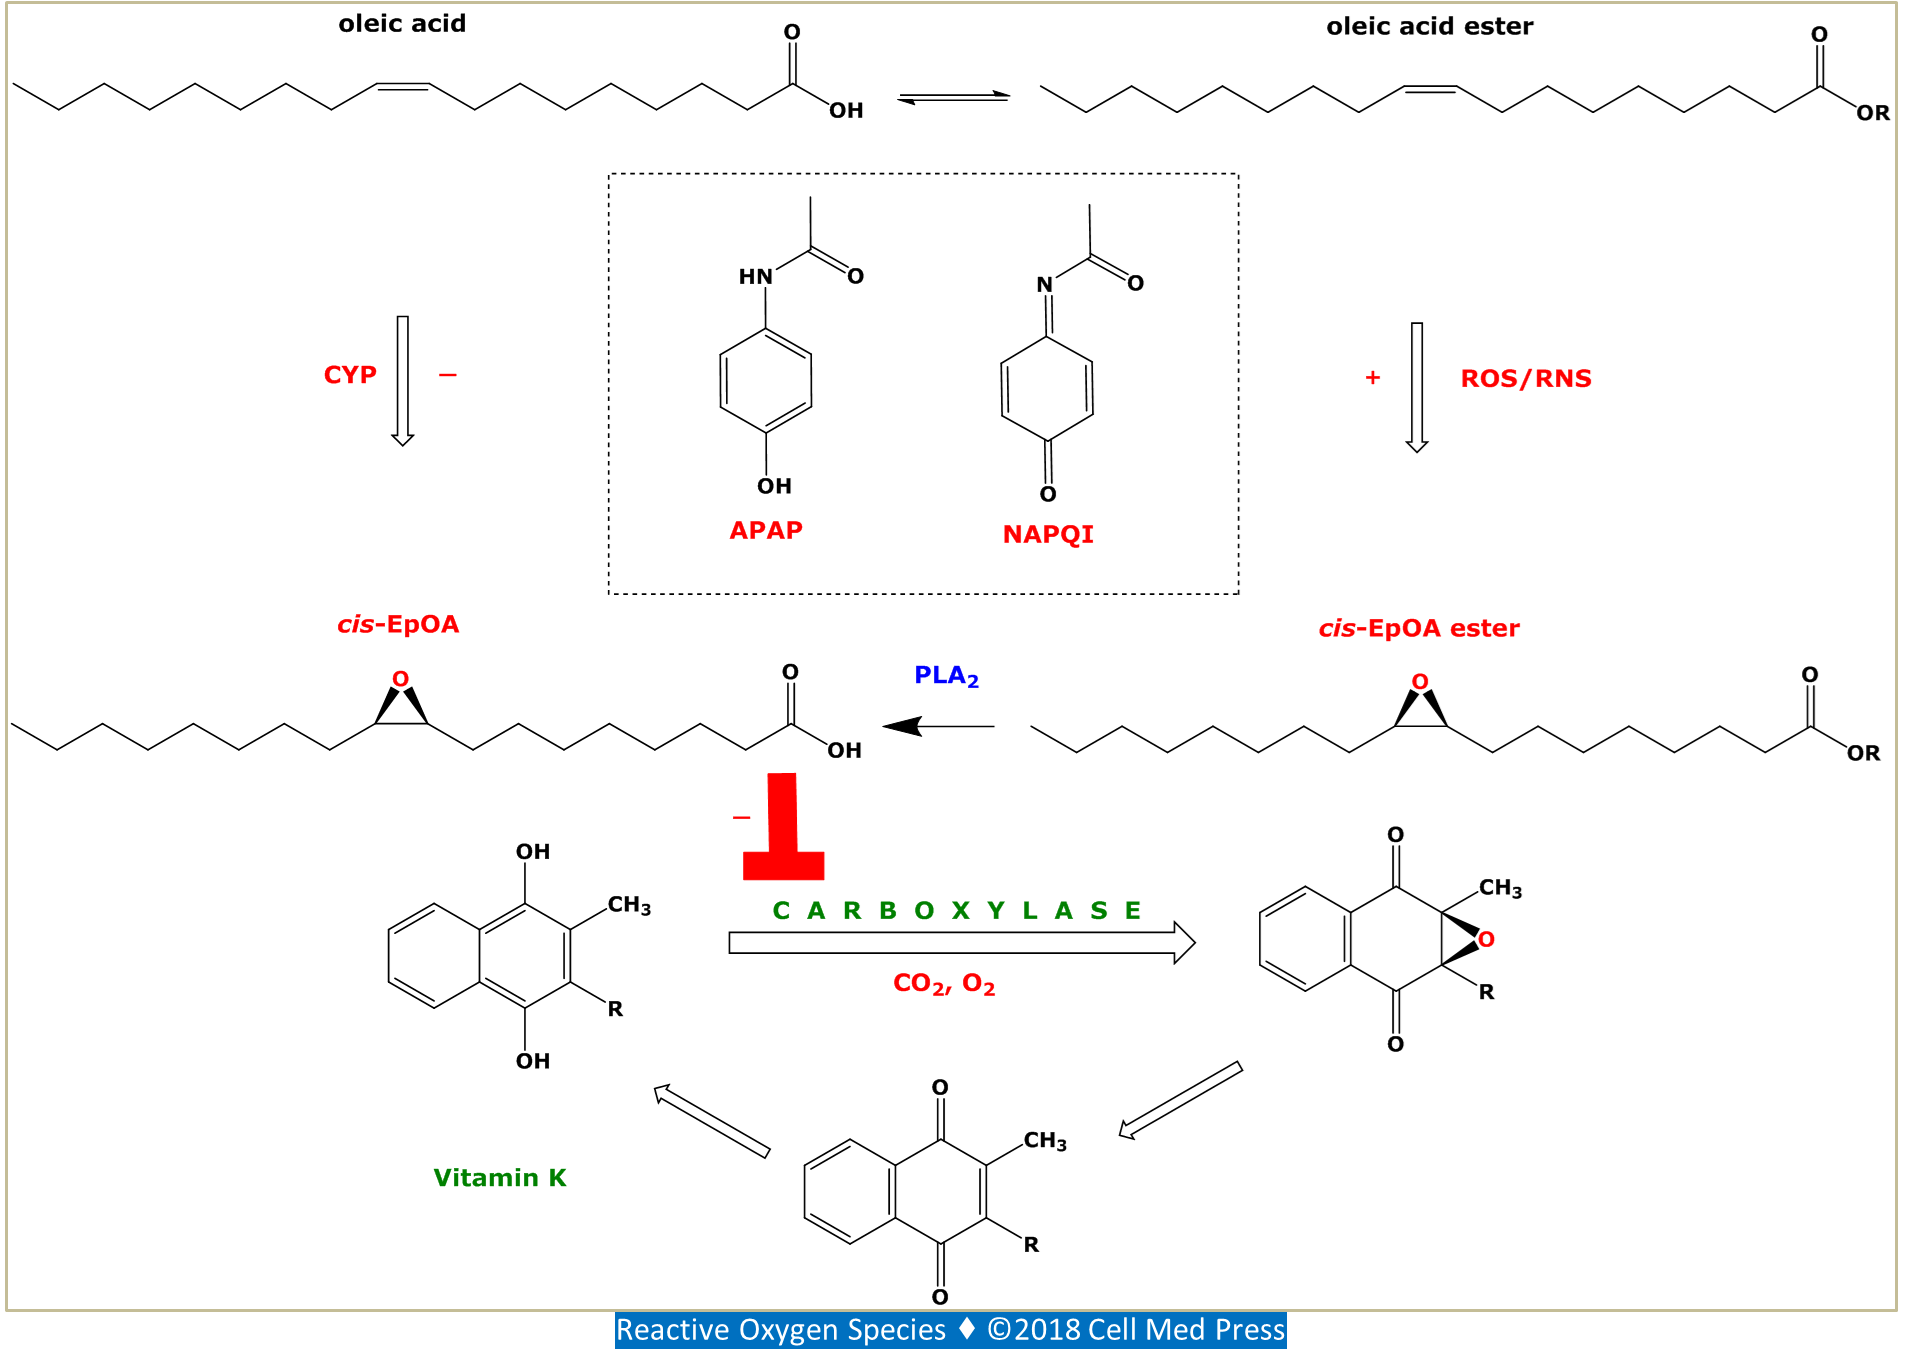 oleic acid
oleic acid ester
O
OH
O
OR
HN
O
OH
APAP
N
O
O
NAPQI
CYP
−
+
ROS/RNS
cis-EpOA
cis-EpOA ester
O
O
OH
PLA2
O
O
OR
−
OH
CH3
R
OH
CARBOXYLASE
CO2, O2
O
CH3
O
R
O
O
CH3
R
O
Vitamin K
Reactive Oxygen Species ♦ ©2018 Cell Med Press